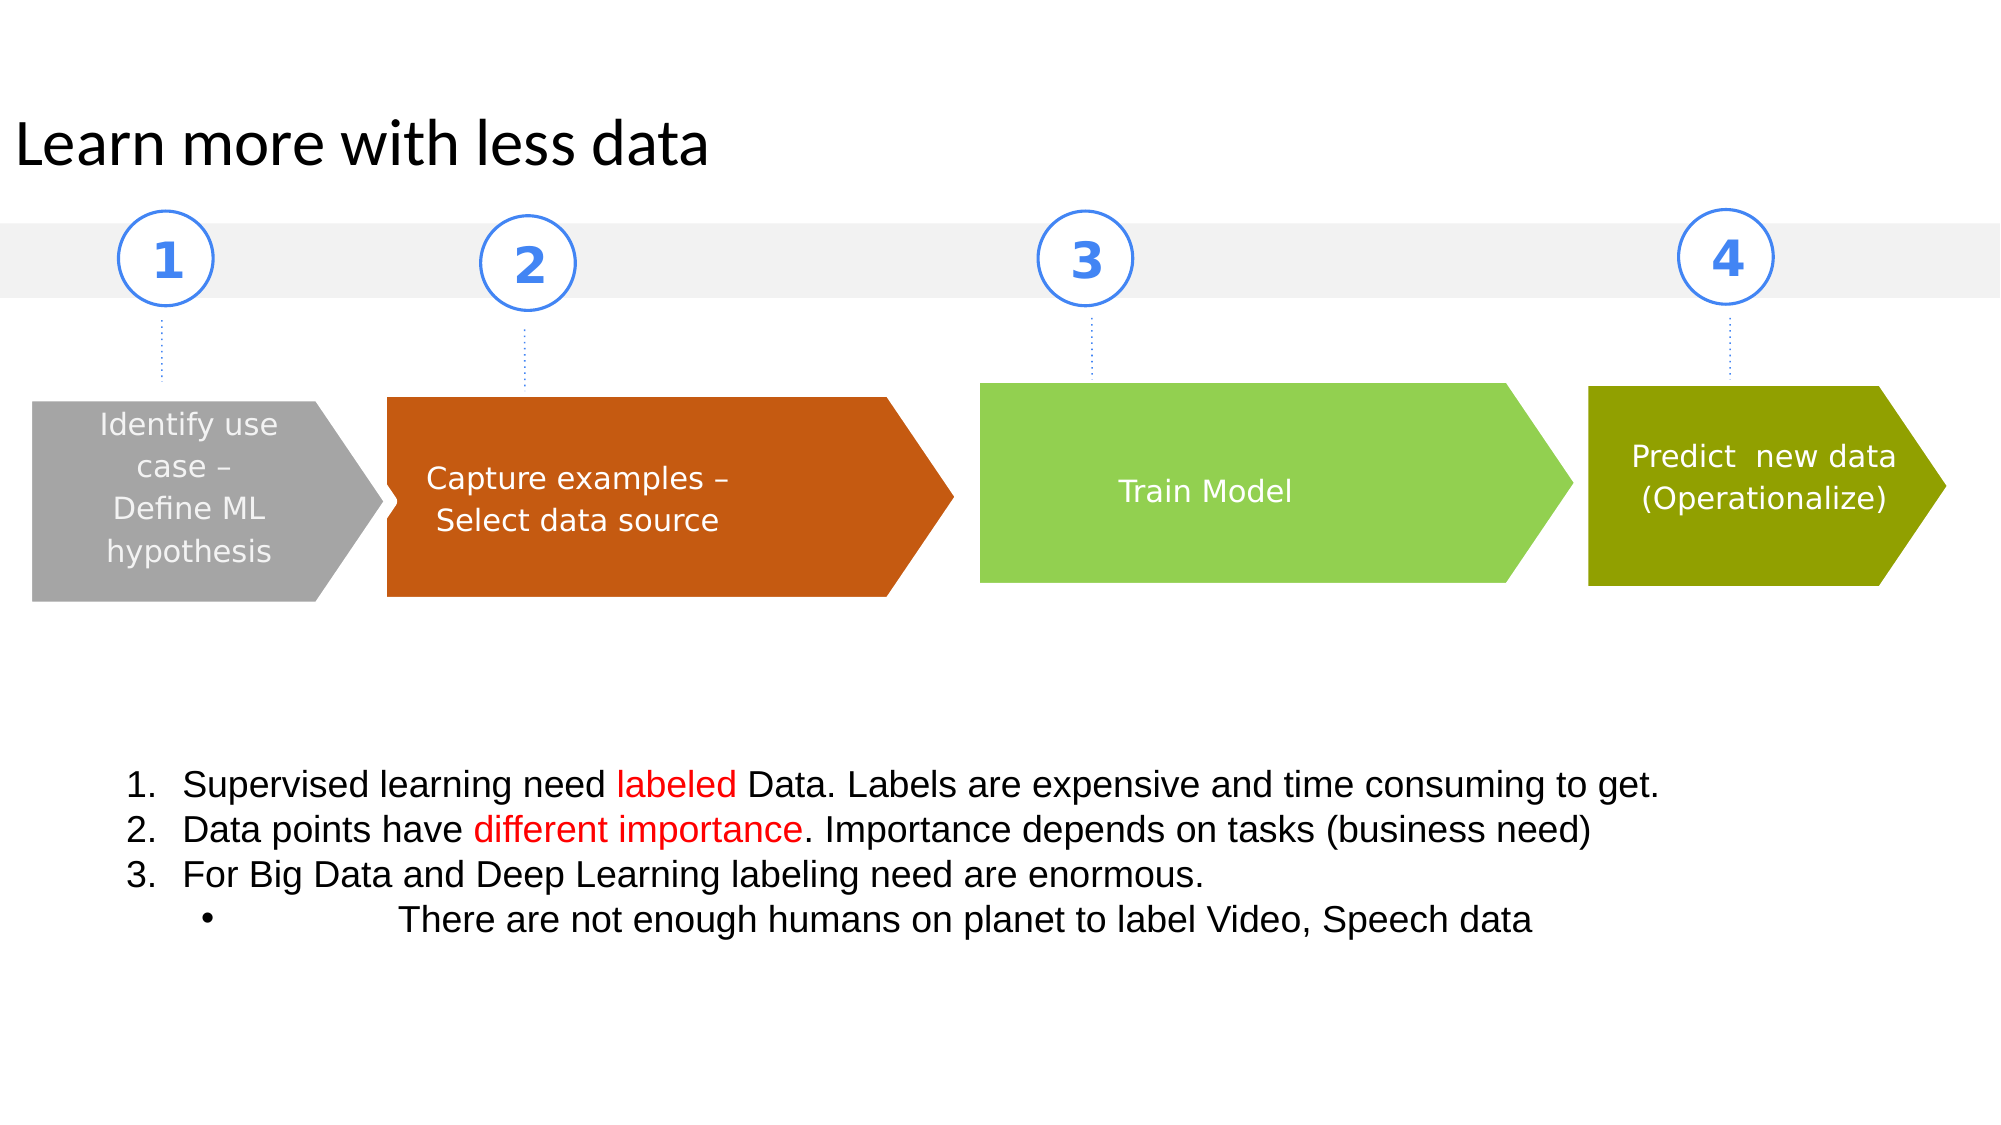 Learn more with less data
1
2
3
4
Identify use
case –
Define ML
hypothesis
Capture examples –
Select data source
Train Model
Predict  new data
(Operationalize)
1. Supervised learning need labeled Data. Labels are expensive and time consuming to get.
2. Data points have different importance. Importance depends on tasks (business need)
3. For Big Data and Deep Learning labeling need are enormous.
• There are not enough humans on planet to label Video, Speech data